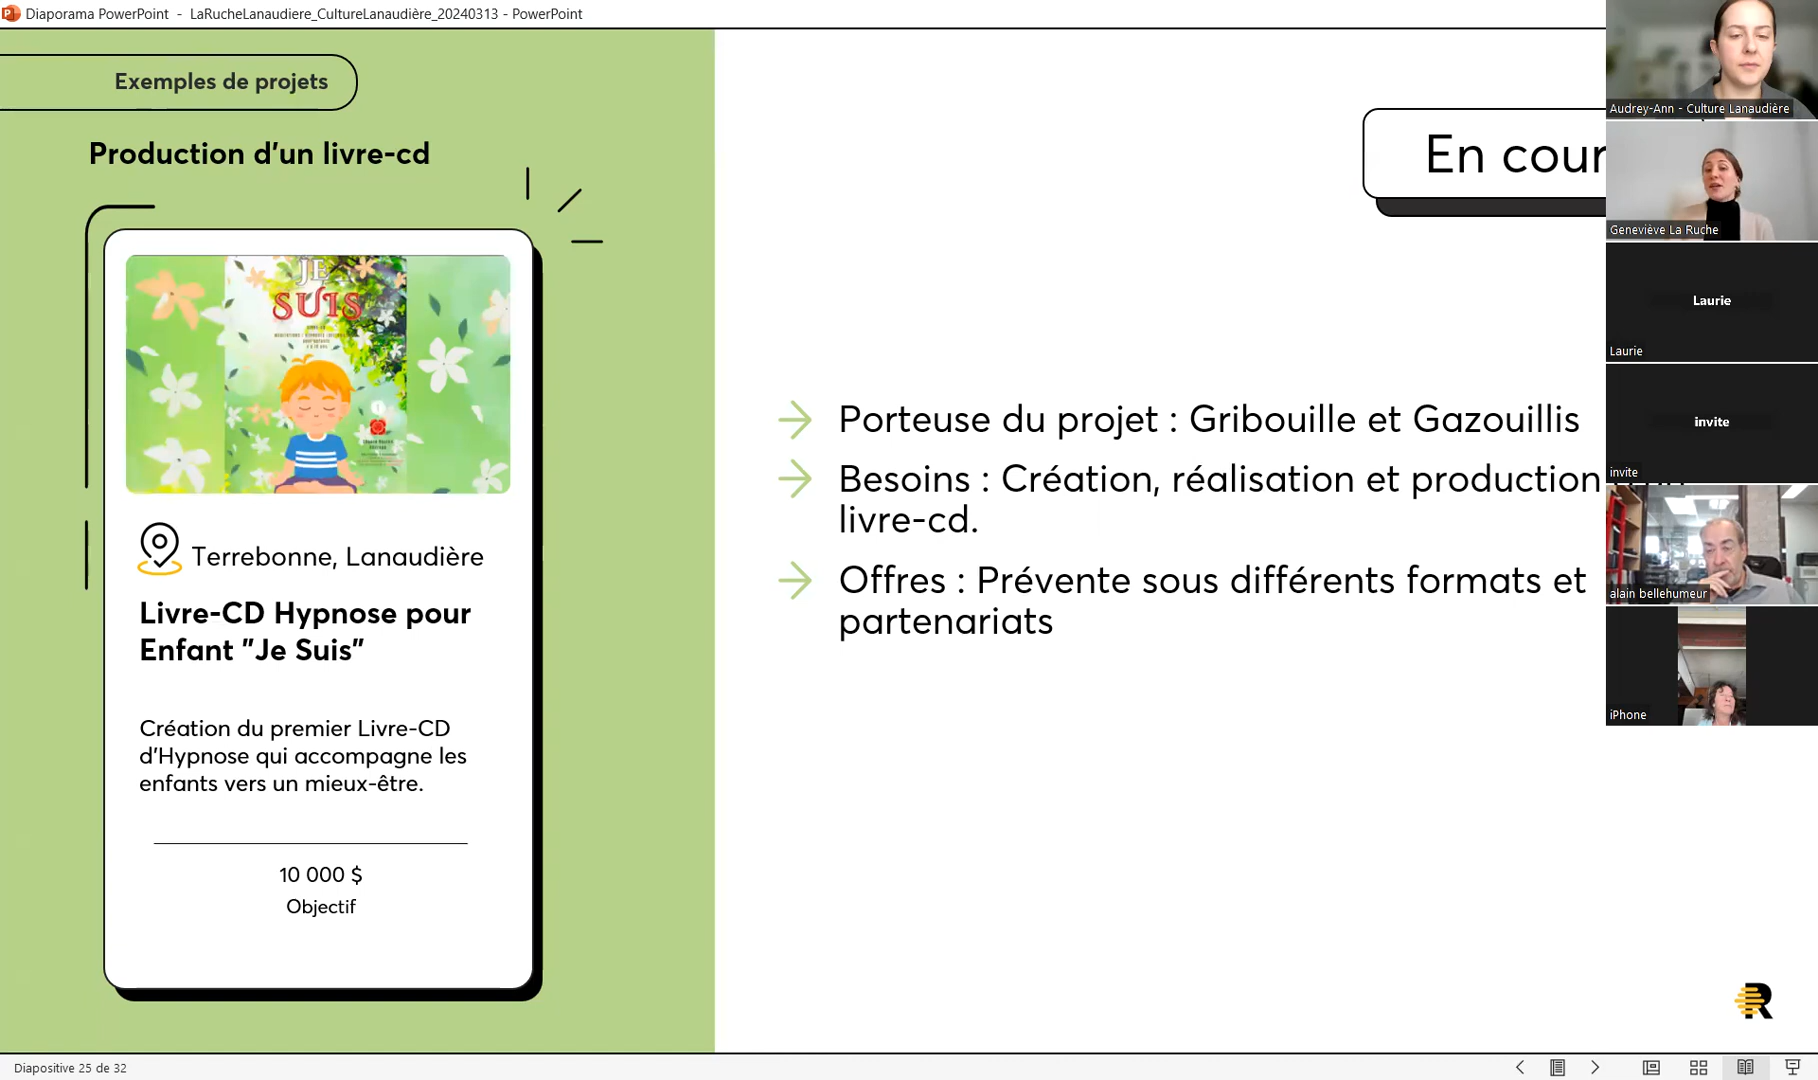 Diaporama PowerPoint - LaRucheLanaudiere_CultureLanaudière_20240313 - PowerPoint
Exemples de projets
Production d'un livre-cd
JE
SUIS
Terrebonne, Lanaudière
Livre-CD Hypnose pour
Enfant "Je Suis"
Création du premier Livre-CD
d'Hypnose qui accompagne les
enfants vers un mieux-être.
10 000 $
Objectif
En cour
Porteuse du projet : Gribouille et Gazouillis
Besoins : Création, réalisation et production
livre-cd.
Offres : Prévente sous différents formats et
partenariats
R
Audrey-Ann - Culture Lanaudière
Geneviève La Ruche
Laurie
Laurie
invite
invite
alain bellehumeur
iPhone
Diapositive 25 de 32